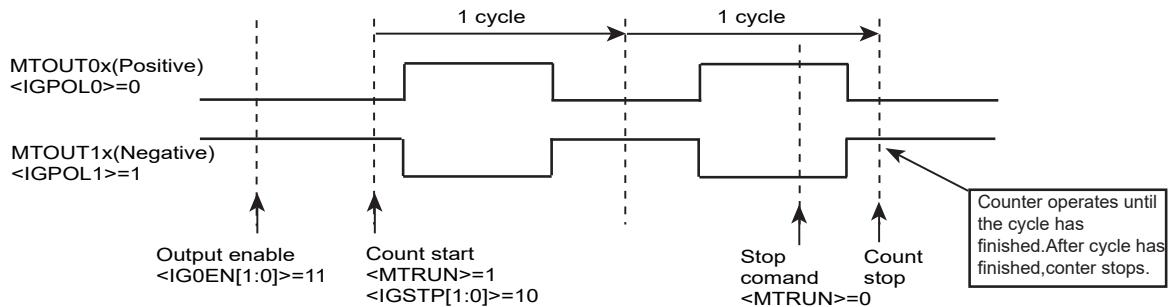 1 cycle
1 cycle
MTOUT0x(Positive)
<IGPOL0>=0
MTOUT1x(Negative)
<IGPOL1>=1
Output enable
<IG0EN[1:0]>=11
Count start
<MTRUN>=1
<IGSTP[1:0]>=10
Stop
comand
<MTRUN>=0
Count
stop
Counter operates until
the cycle has
finished.After cycle has
finished,conter stops.